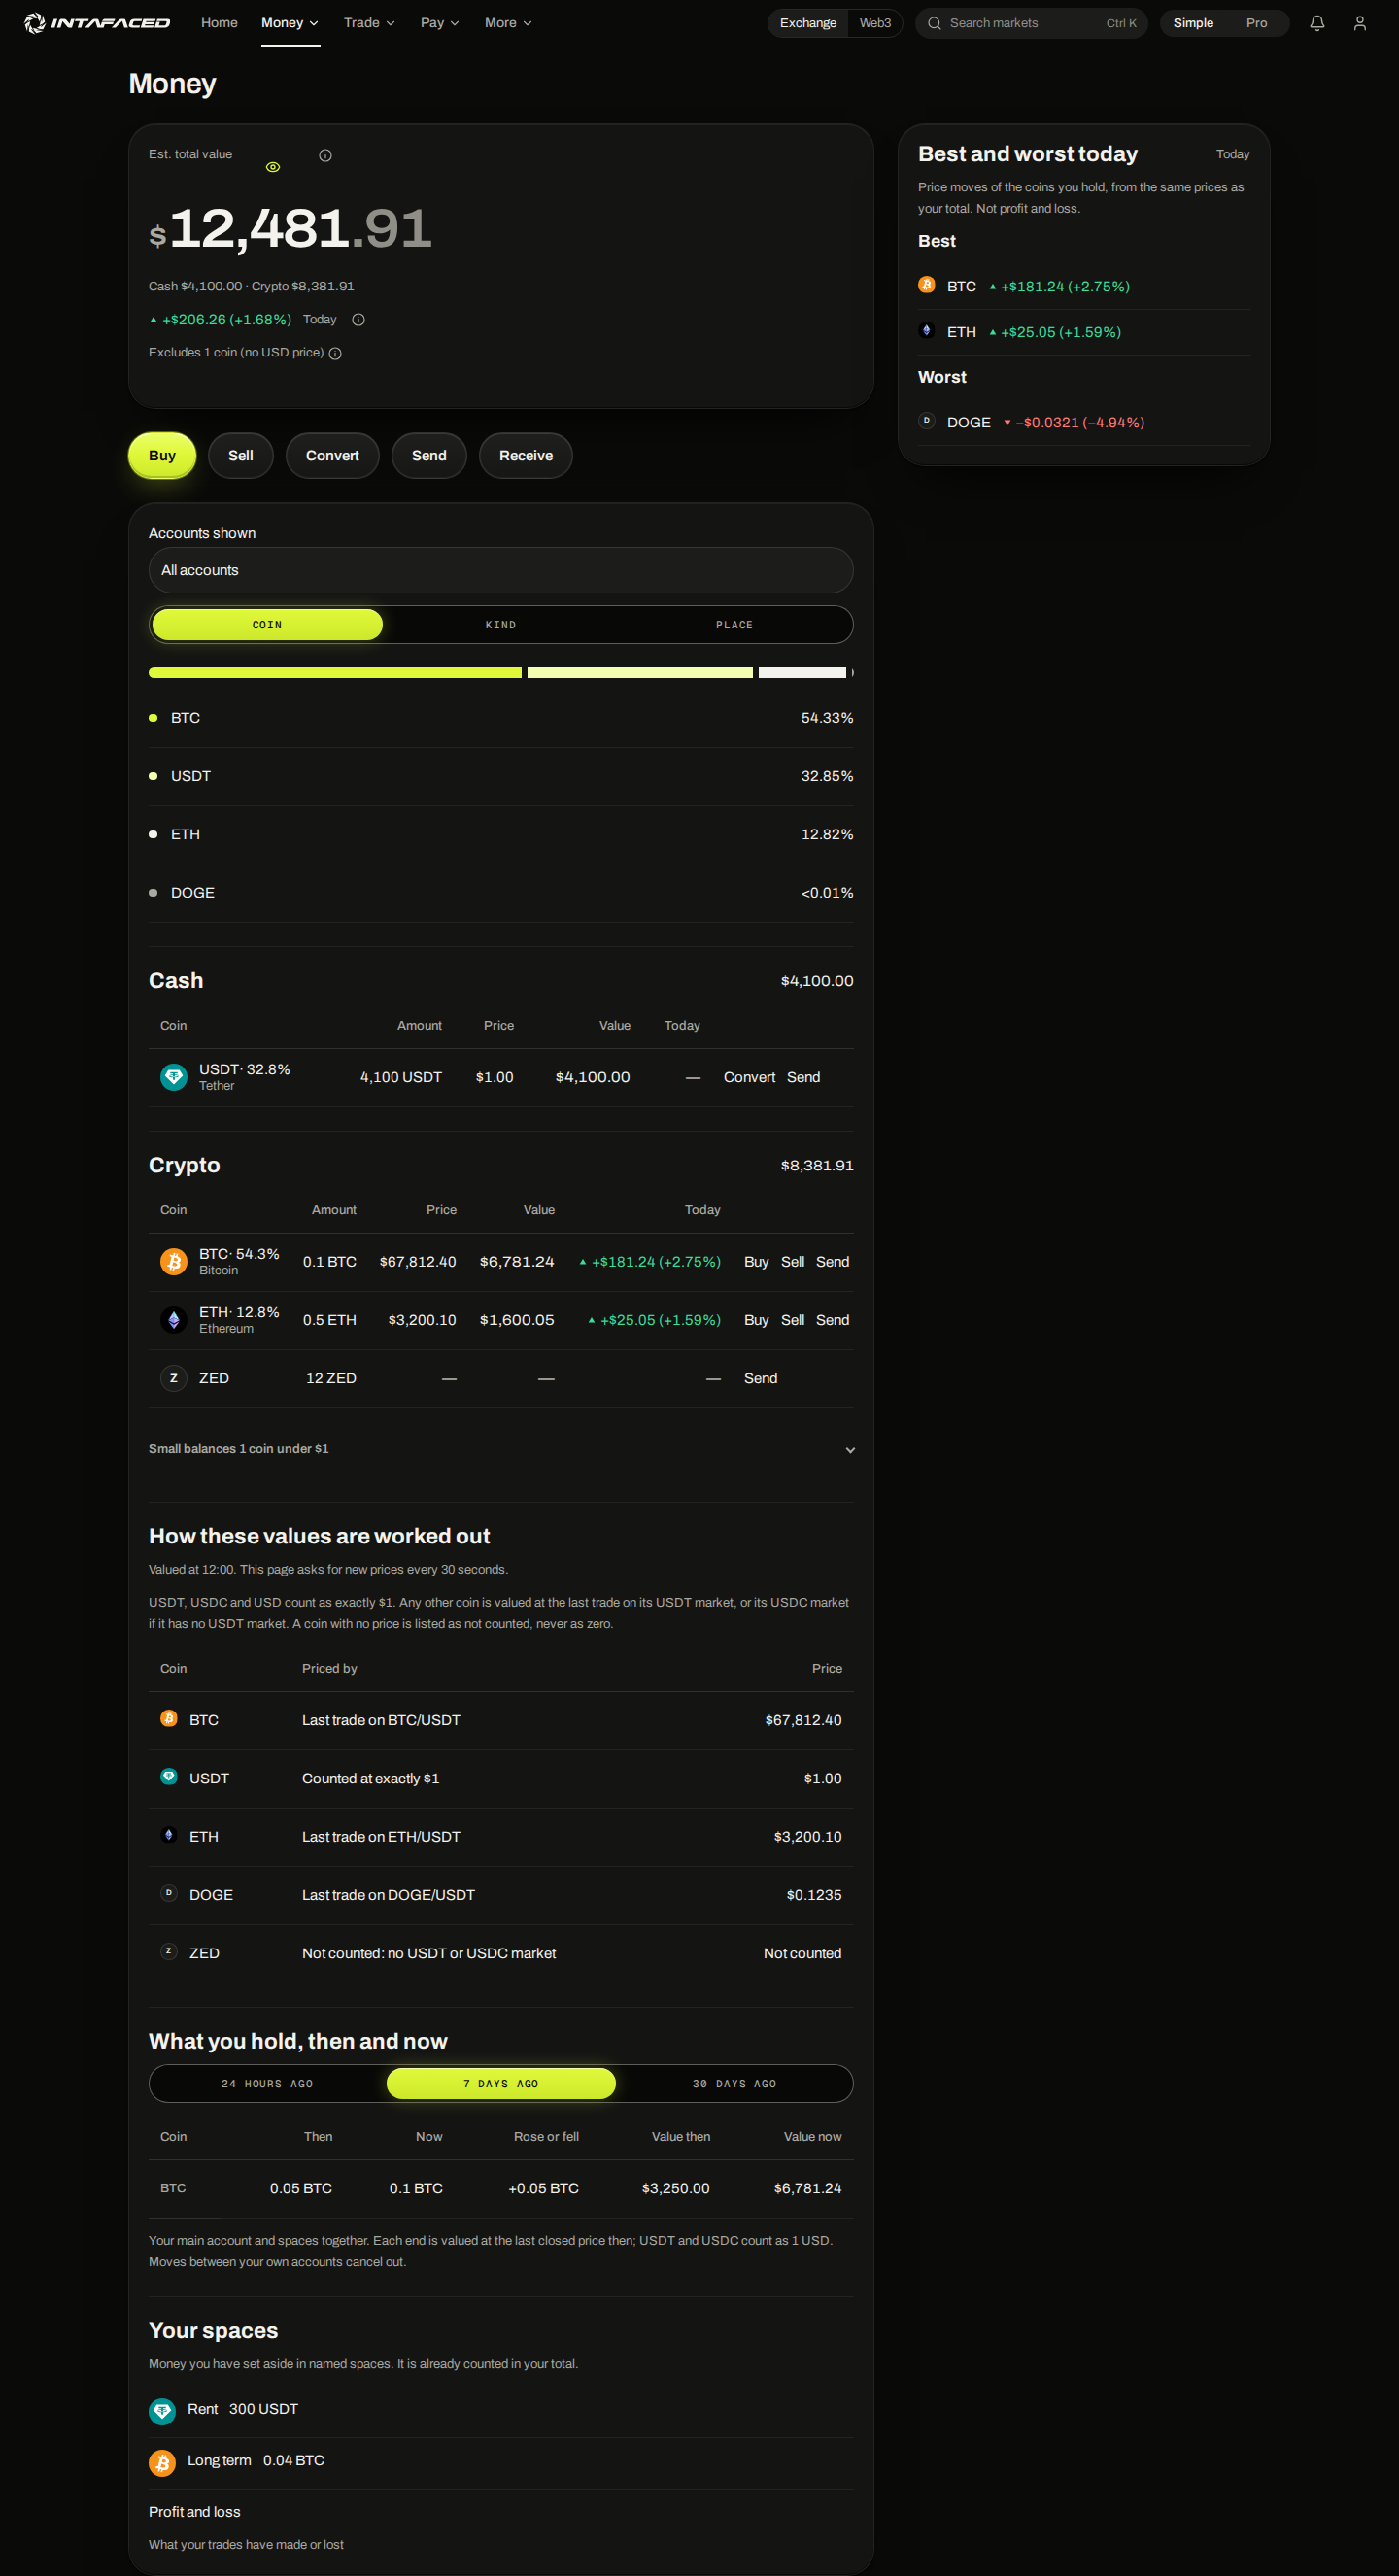 INTAFACED Home Money Trade Pay More Exchange Web3 Search markets Ctrl K Simple Pro
Money
Est. total value
$12,481.91
Cash $4,100.00 · Crypto $8,381.91
+$206.26 (+1.68%) Today
Excludes 1 coin (no USD price)
Best and worst today Today
Price moves of the coins you hold, from the same prices as
your total. Not profit and loss.
Best
BTC +$181.24 (+2.75%)
ETH +$25.05 (+1.59%)
Worst
D DOGE −$0.0321 (−4.94%)
Buy Sell Convert Send Receive
Accounts shown
All accounts
COIN KIND PLACE
BTC 54.33%
USDT 32.85%
ETH 12.82%
DOGE <0.01%
Cash $4,100.00
Coin Amount Price Value Today
USDT· 32.8% 4,100 USDT $1.00 $4,100.00 — Convert Send
Tether
Crypto $8,381.91
Coin Amount Price Value Today
BTC· 54.3% 0.1 BTC $67,812.40 $6,781.24 +$181.24 (+2.75%) Buy Sell Send
Bitcoin
ETH· 12.8% 0.5 ETH $3,200.10 $1,600.05 +$25.05 (+1.59%) Buy Sell Send
Ethereum
Z ZED 12 ZED — — — Send
Small balances 1 coin under $1
How these values are worked out
Valued at 12:00. This page asks for new prices every 30 seconds.
USDT, USDC and USD count as exactly $1. Any other coin is valued at the last trade on its USDT market, or its USDC market
if it has no USDT market. A coin with no price is listed as not counted, never as zero.
Coin Priced by Price
BTC Last trade on BTC/USDT $67,812.40
USDT Counted at exactly $1 $1.00
ETH Last trade on ETH/USDT $3,200.10
D DOGE Last trade on DOGE/USDT $0.1235
Z ZED Not counted: no USDT or USDC market Not counted
What you hold, then and now
24 HOURS AGO 7 DAYS AGO 30 DAYS AGO
Coin Then Now Rose or fell Value then Value now
BTC 0.05 BTC 0.1 BTC +0.05 BTC $3,250.00 $6,781.24
Your main account and spaces together. Each end is valued at the last closed price then; USDT and USDC count as 1 USD.
Moves between your own accounts cancel out.
Your spaces
Money you have set aside in named spaces. It is already counted in your total.
Rent 300 USDT
Long term 0.04 BTC
Profit and loss
What your trades have made or lost